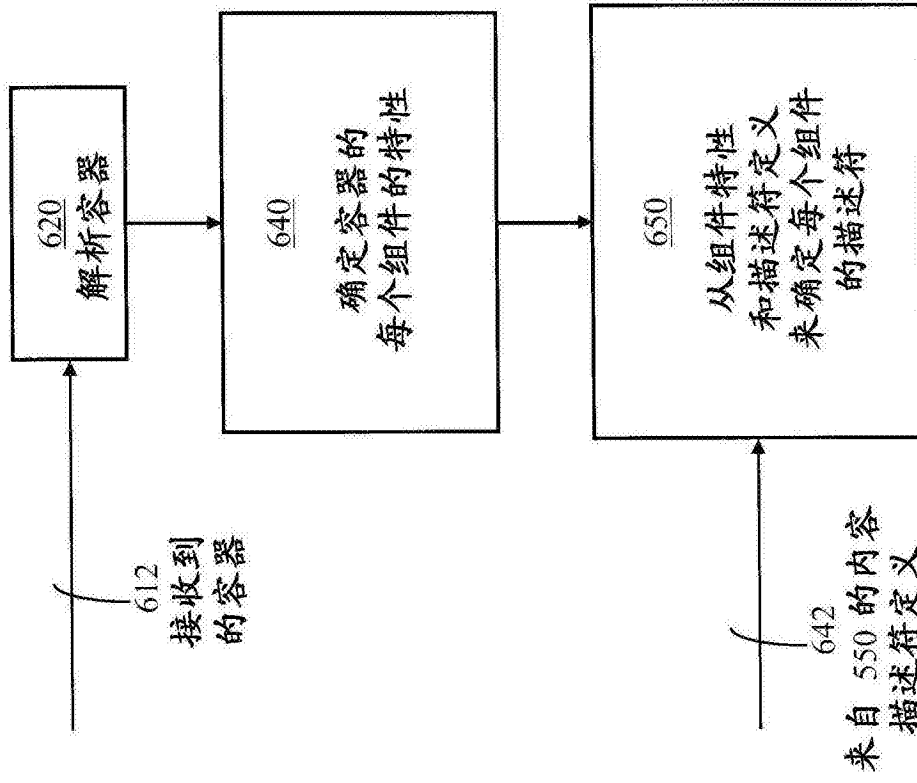 612
接收到
的容器
620
解析容器
640
确定容器的
每个组件的特性
642
来自 550 的内容
描述符定义
650
从组件特性
和描述符定义
来确定每个组件
的描述符